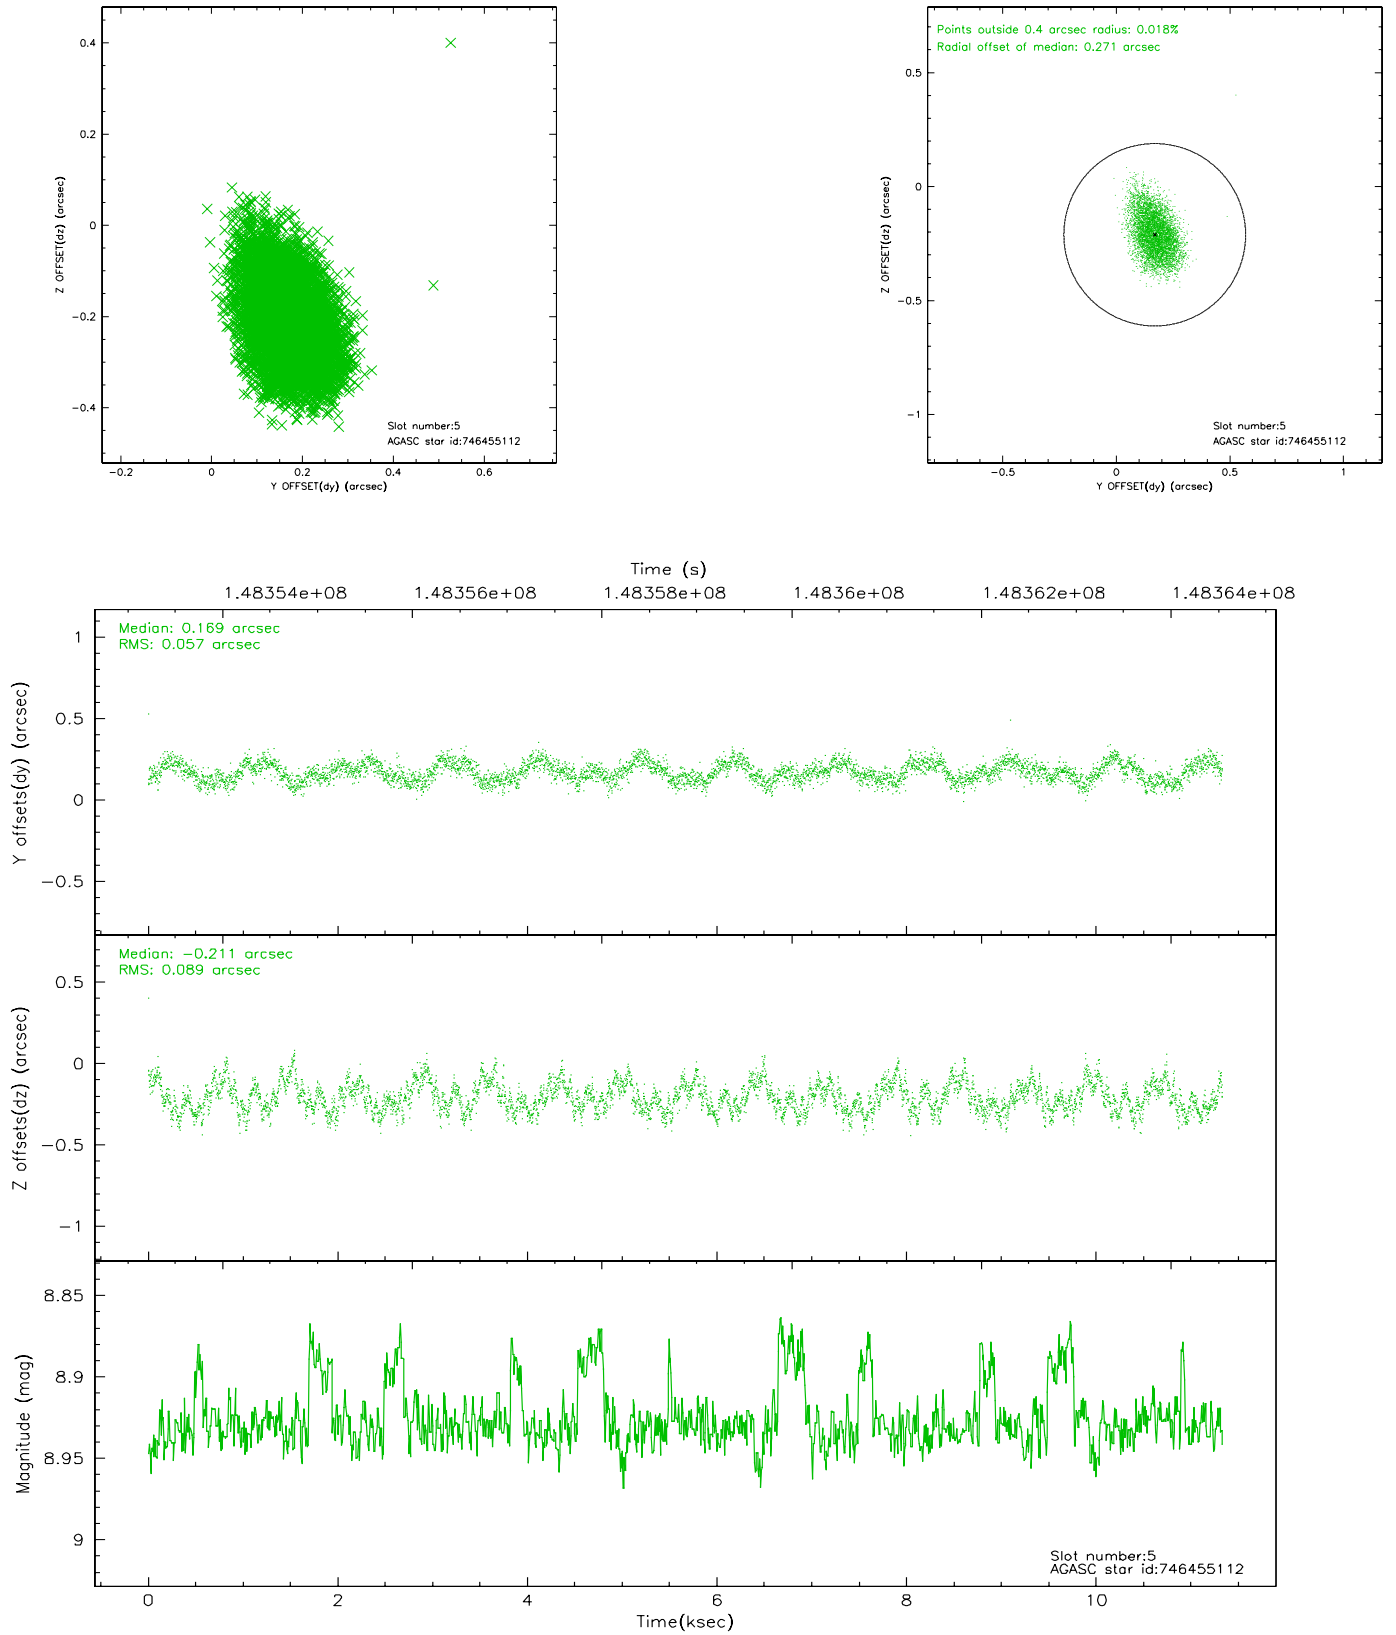 0.4
0.2
0
−0.2
−0.4
Z OFFSET(dz) (arcsec)
Slot number:5
AGASC star id:746455112
−0.2 0 0.2 0.4 0.6
Y OFFSET(dy) (arcsec)
Points outside 0.4 arcsec radius: 0.018%
Radial offset of median: 0.271 arcsec
0.5
0
−0.5
−1
Z OFFSET(dz) (arcsec)
Slot number:5
AGASC star id:746455112
−0.5 0 0.5 1
Y OFFSET(dy) (arcsec)
Time (s)
1.48354e+08 1.48356e+08 1.48358e+08 1.4836e+08 1.48362e+08 1.48364e+08
Median: 0.169 arcsec
RMS: 0.057 arcsec
1
0.5
0
−0.5
Y offsets(dy) (arcsec)
Median: −0.211 arcsec
RMS: 0.089 arcsec
0.5
0
−0.5
−1
Z offsets(dz) (arcsec)
8.85
8.9
8.95
9
Magnitude (mag)
Slot number:5
AGASC star id:746455112
0 2 4 6 8 10
Time(ksec)